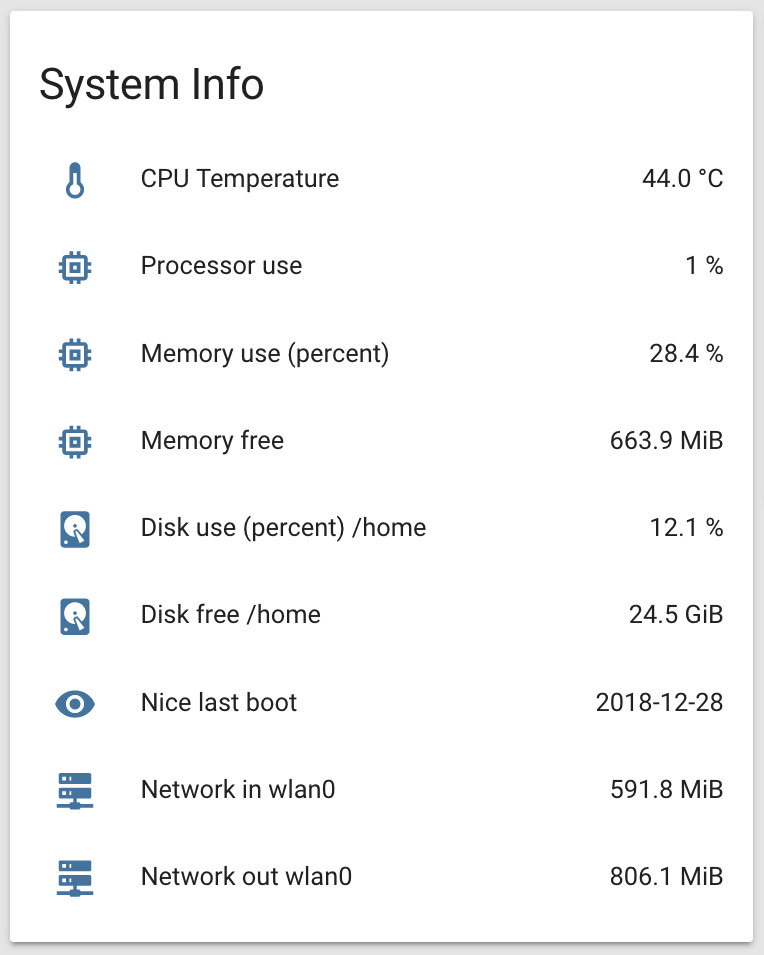 System Info
CPU Temperature 44.0 °C
Processor use 1 %
Memory use (percent) 28.4 %
Memory free 663.9 MiB
Disk use (percent) /home 12.1 %
Disk free /home 24.5 GiB
Nice last boot 2018-12-28
Network in wlan0 591.8 MiB
Network out wlan0 806.1 MiB